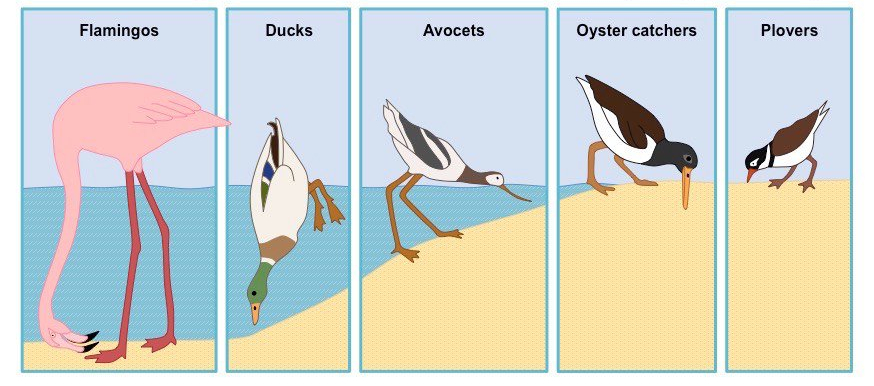 Flamingos
Ducks
Avocets
Oyster catchers
Plovers